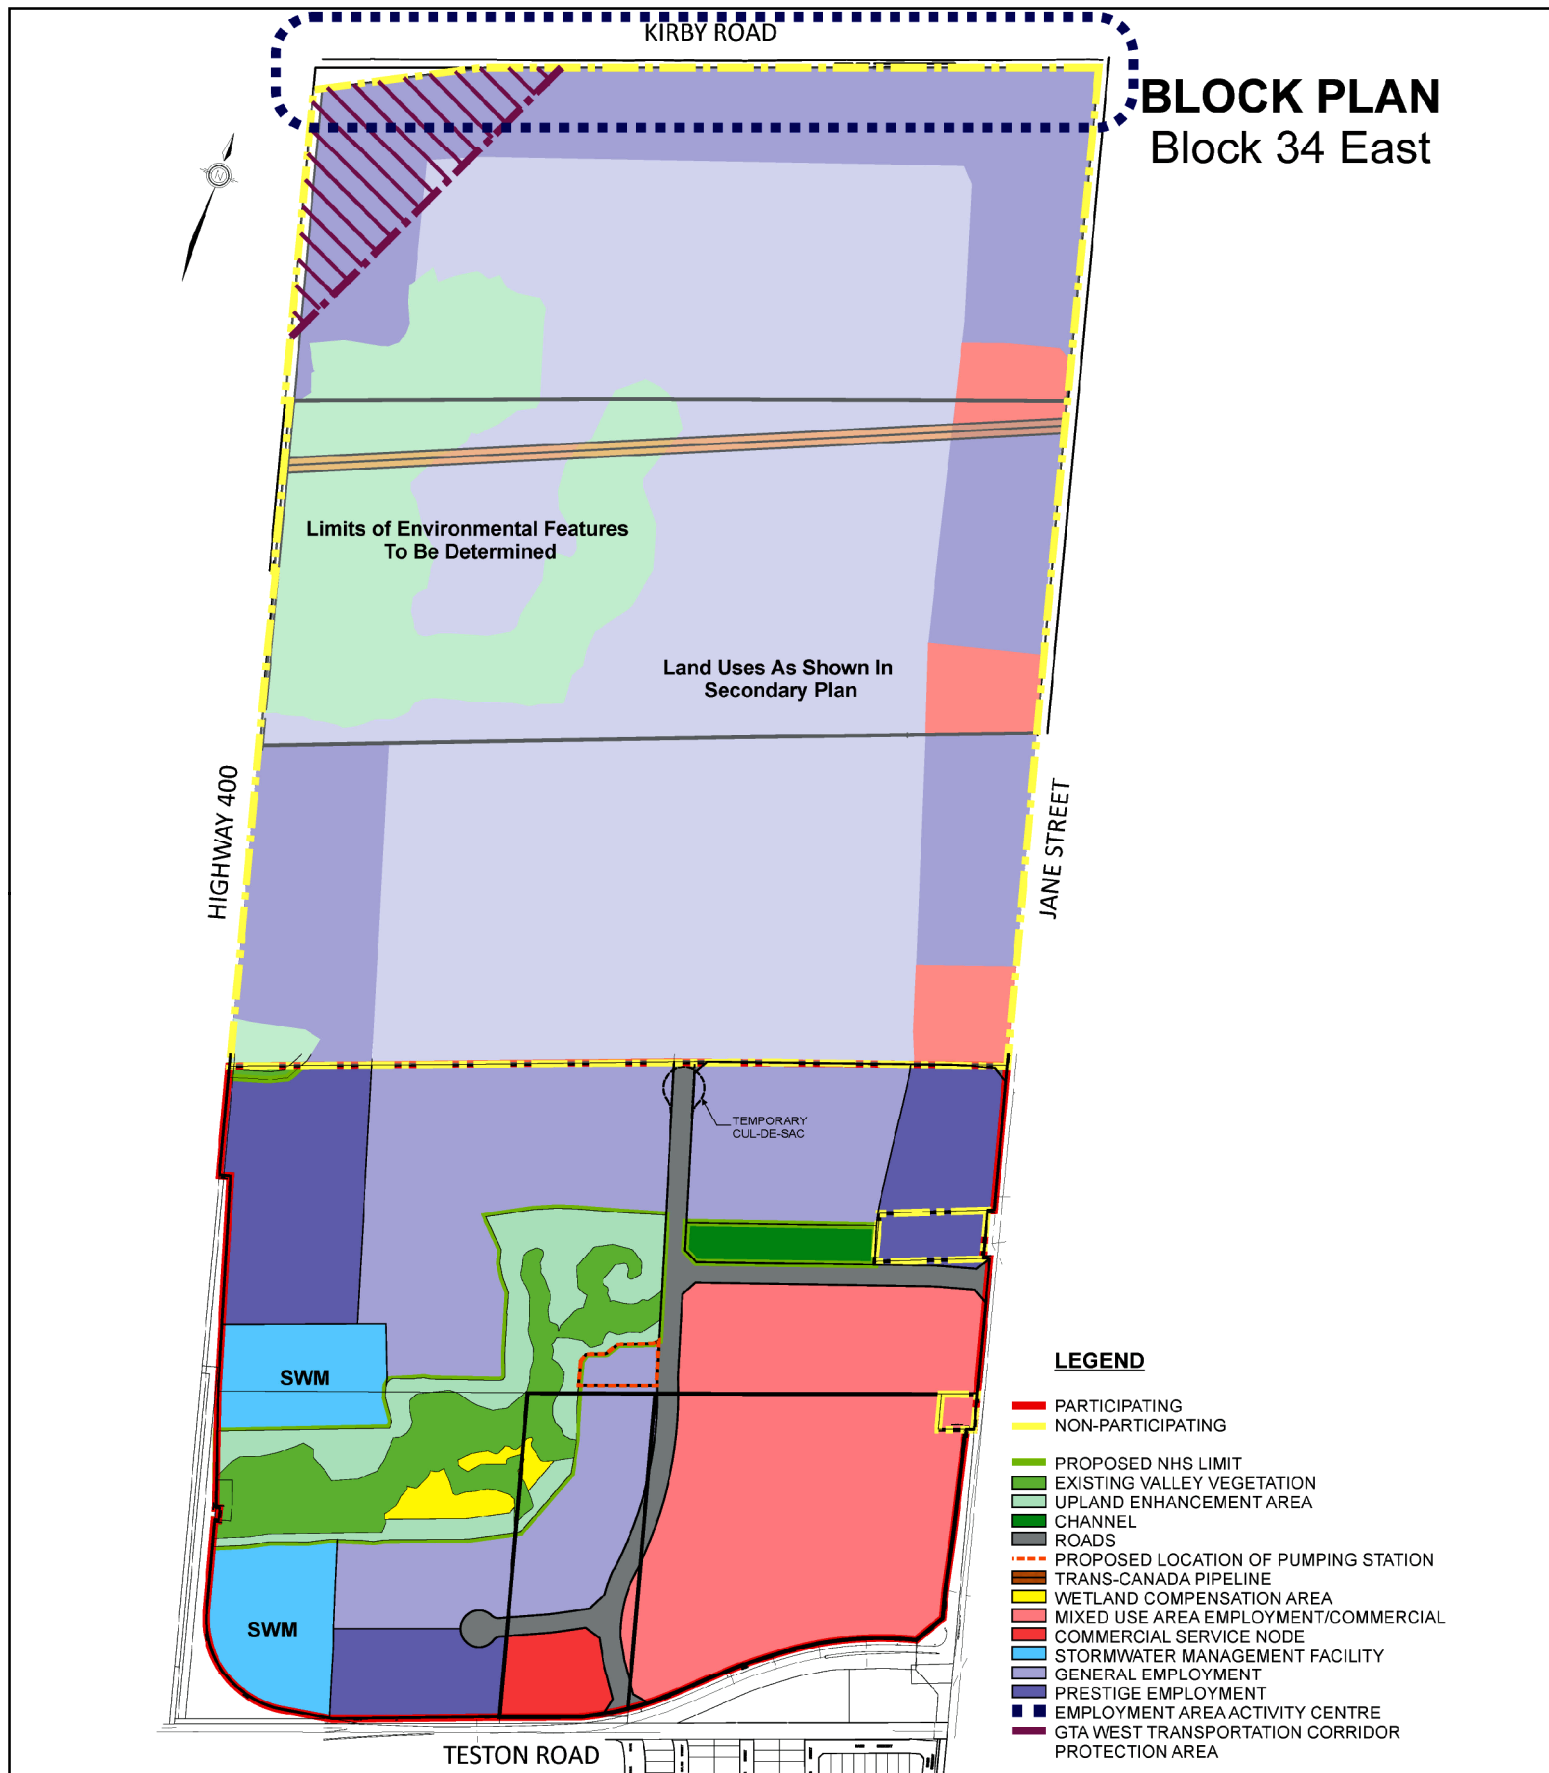 KIRBY ROAD
BLOCK PLAN
Block 34 East
N
Limits of Environmental Features
To Be Determined
Land Uses As Shown In
Secondary Plan
HIGHWAY 400
JANE STREET
TEMPORARY
CUL-DE-SAC
SWM
SWM
TESTON ROAD
LEGEND
PARTICIPATING
NON-PARTICIPATING
PROPOSED NHS LIMIT
EXISTING VALLEY VEGETATION
UPLAND ENHANCEMENT AREA
CHANNEL
ROADS
PROPOSED LOCATION OF PUMPING STATION
TRANS-CANADA PIPELINE
WETLAND COMPENSATION AREA
MIXED USE AREA EMPLOYMENT/COMMERCIAL
COMMERCIAL SERVICE NODE
STORMWATER MANAGEMENT FACILITY
GENERAL EMPLOYMENT
PRESTIGE EMPLOYMENT
EMPLOYMENT AREA ACTIVITY CENTRE
GTA WEST TRANSPORTATION CORRIDOR
PROTECTION AREA